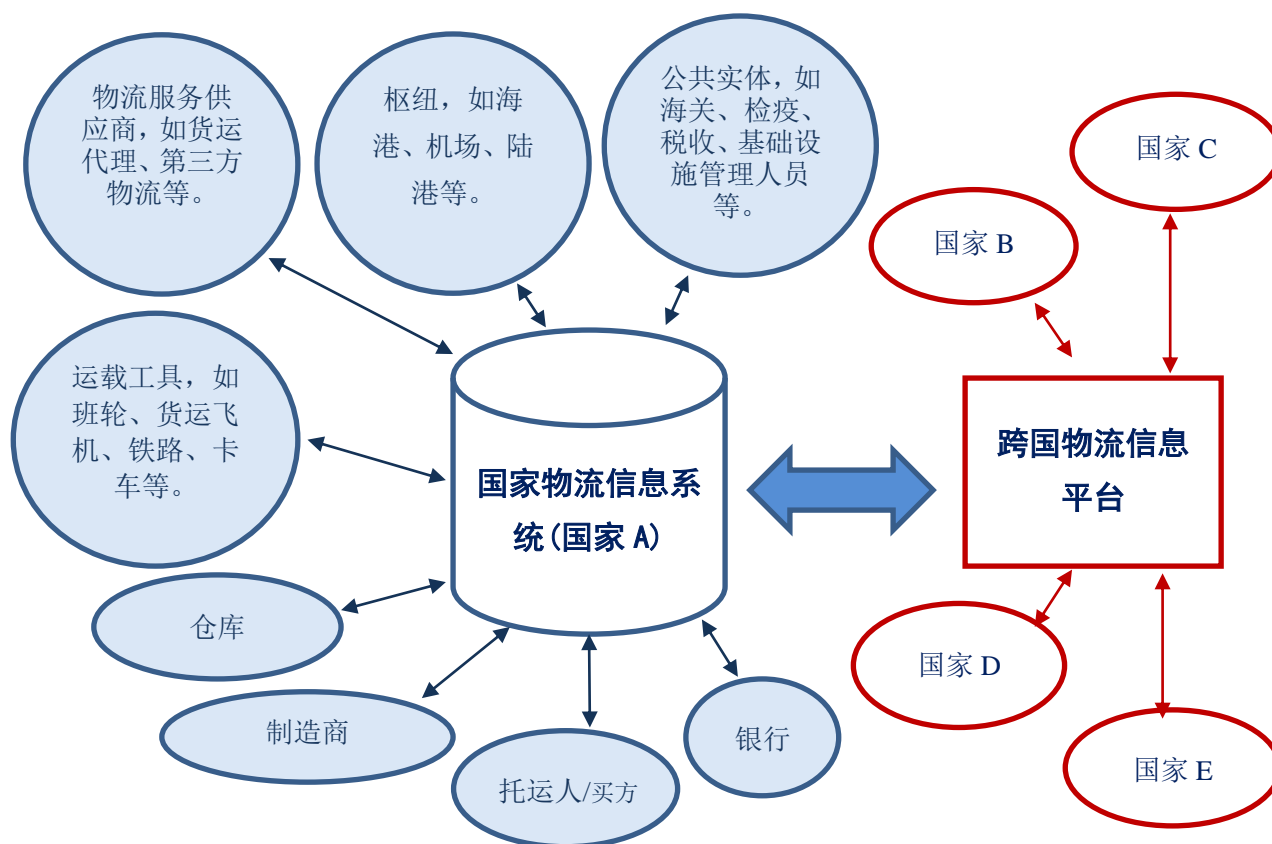 物流服务供
应商，如货运
代理、第三方
物流等。
枢纽，如海
港、机场、陆
港等。
公共实体，如
海关、检疫、
税收、基础设
施管理人员
等。
国家 C
国家 B
运载工具，如
班轮、货运飞
机、铁路、卡
车等。
国家物流信息系
统(国家 A)
跨国物流信息
平台
仓库
制造商
托运人/买方
银行
国家 D
国家 E